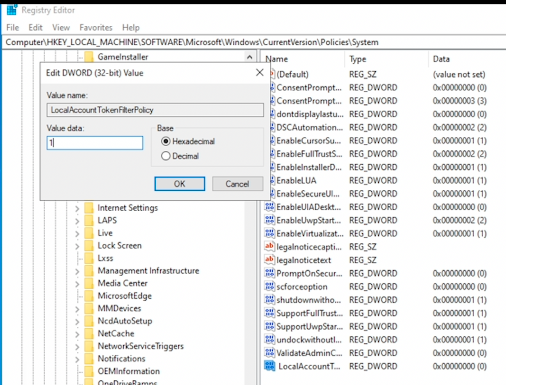 Registry Editor
File Edit View Favorites Help
Computer\HKEY_LOCAL_MACHINE\SOFTWARE\Microsoft\Windows\CurrentVersion\Policies\System
GameInstaller
Edit DWORD (32-bit) Value
Value name:
LocalAccountTokenFilterPolicy
Value data:
1
Base
Hexadecimal
Decimal
OK Cancel
Internet Settings
LAPS
Live
Lock Screen
Lxss
Management Infrastructure
Media Center
MicrosoftEdge
MMDevices
NcdAutoSetup
NetCache
NetworkServiceTriggers
Notifications
OEMInformation
OneDriveRamps
Name Type Data
(Default) REG_SZ (value not set)
ConsentPrompt... REG_DWORD 0x00000000 (0)
ConsentPrompt... REG_DWORD 0x00000003 (3)
dontdisplaylastu... REG_DWORD 0x00000000 (0)
DSCAutomation... REG_DWORD 0x00000002 (2)
EnableCursorSu... REG_DWORD 0x00000001 (1)
EnableFullTrustS... REG_DWORD 0x00000002 (2)
EnableInstallerD... REG_DWORD 0x00000001 (1)
EnableLUA REG_DWORD 0x00000001 (1)
EnableSecureUI... REG_DWORD 0x00000001 (1)
EnableUIADeskt... REG_DWORD 0x00000000 (0)
EnableUwpStart... REG_DWORD 0x00000002 (2)
EnableVirtualizat... REG_DWORD 0x00000001 (1)
legalnoticecapti... REG_SZ
legalnoticetext REG_SZ
PromptOnSecur... REG_DWORD 0x00000000 (0)
scforceoption REG_DWORD 0x00000000 (0)
shutdownwitho... REG_DWORD 0x00000001 (1)
SupportFullTrust... REG_DWORD 0x00000001 (1)
SupportUwpStar... REG_DWORD 0x00000001 (1)
undockwithoutl... REG_DWORD 0x00000001 (1)
ValidateAdminC... REG_DWORD 0x00000000 (0)
LocalAccountT... REG_DWORD 0x00000000 (0)